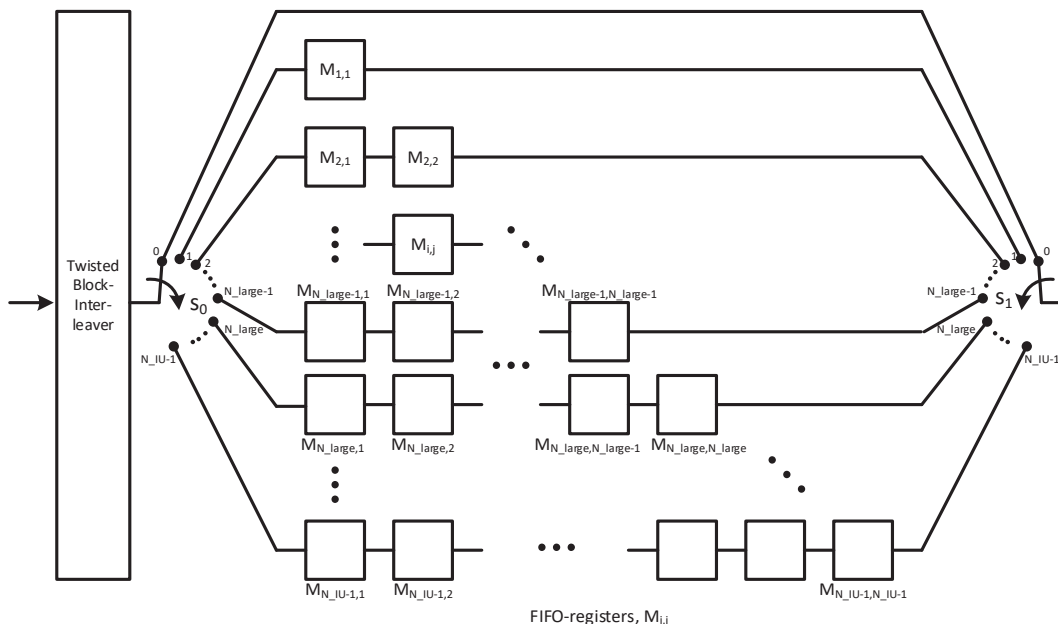 M1,1
M2,1 M2,2
Mi,j
0 1 2 2 1 0
Twisted
Block-
Inter-
leaver
S0 S1
N_large-1 MN_large-1,1 MN_large-1,2 MN_large-1,N_large-1 N_large-1
N_large N_large
N_IU-1 N_IU-1
MN_large,1 MN_large,2 MN_large,N_large-1 MN_large,N_large
MN_IU-1,1 MN_IU-1,2 MN_IU-1,N_IU-1
FIFO-registers, Mi,j